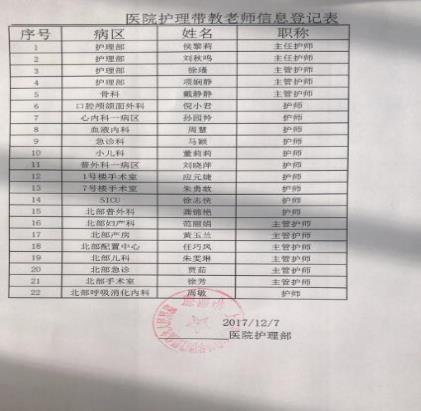 医院护理带教老师信息登记表
序号 病区 姓名 职称
1 护理部 侯黎莉 主任护师
2 护理部 刘秋鸣 主任护师
3 护理部 徐瑾 主管护师
4 护理部 项娴静 主管护师
5 骨科 戴静静 主管护师
6 口腔颅颌面外科 倪小君 护师
7 心内科一病区 孙园怜 护师
8 血液内科 周慧 护师
9 急诊科 马颖 护师
10 小儿科 董莉莉 护师
11 普外科一病区 刘晓萍 护师
12 1号楼手术室 应元婕 护师
13 7号楼手术室 朱勇敢 护师
14 SICU 徐志侠 护师
15 北部普外科 龚锦艳 护师
16 北部妇产科 范丽娟 主管护师
17 北部产房 黄玉兰 主管护师
18 北部配置中心 任巧凤 主管护师
19 北部儿科 朱雯琳 主管护师
20 北部急诊 贾茹 主管护师
21 北部手术室 徐芳 主管护师
22 北部呼吸消化内科 周敏 护师
2017/12/7
医院护理部